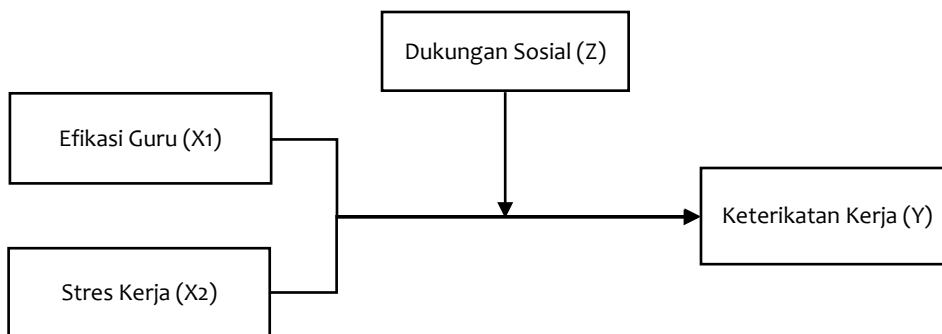 Dukungan Sosial (Z)
Efikasi Guru (X1)
Keterikatan Kerja (Y)
Stres Kerja (X2)